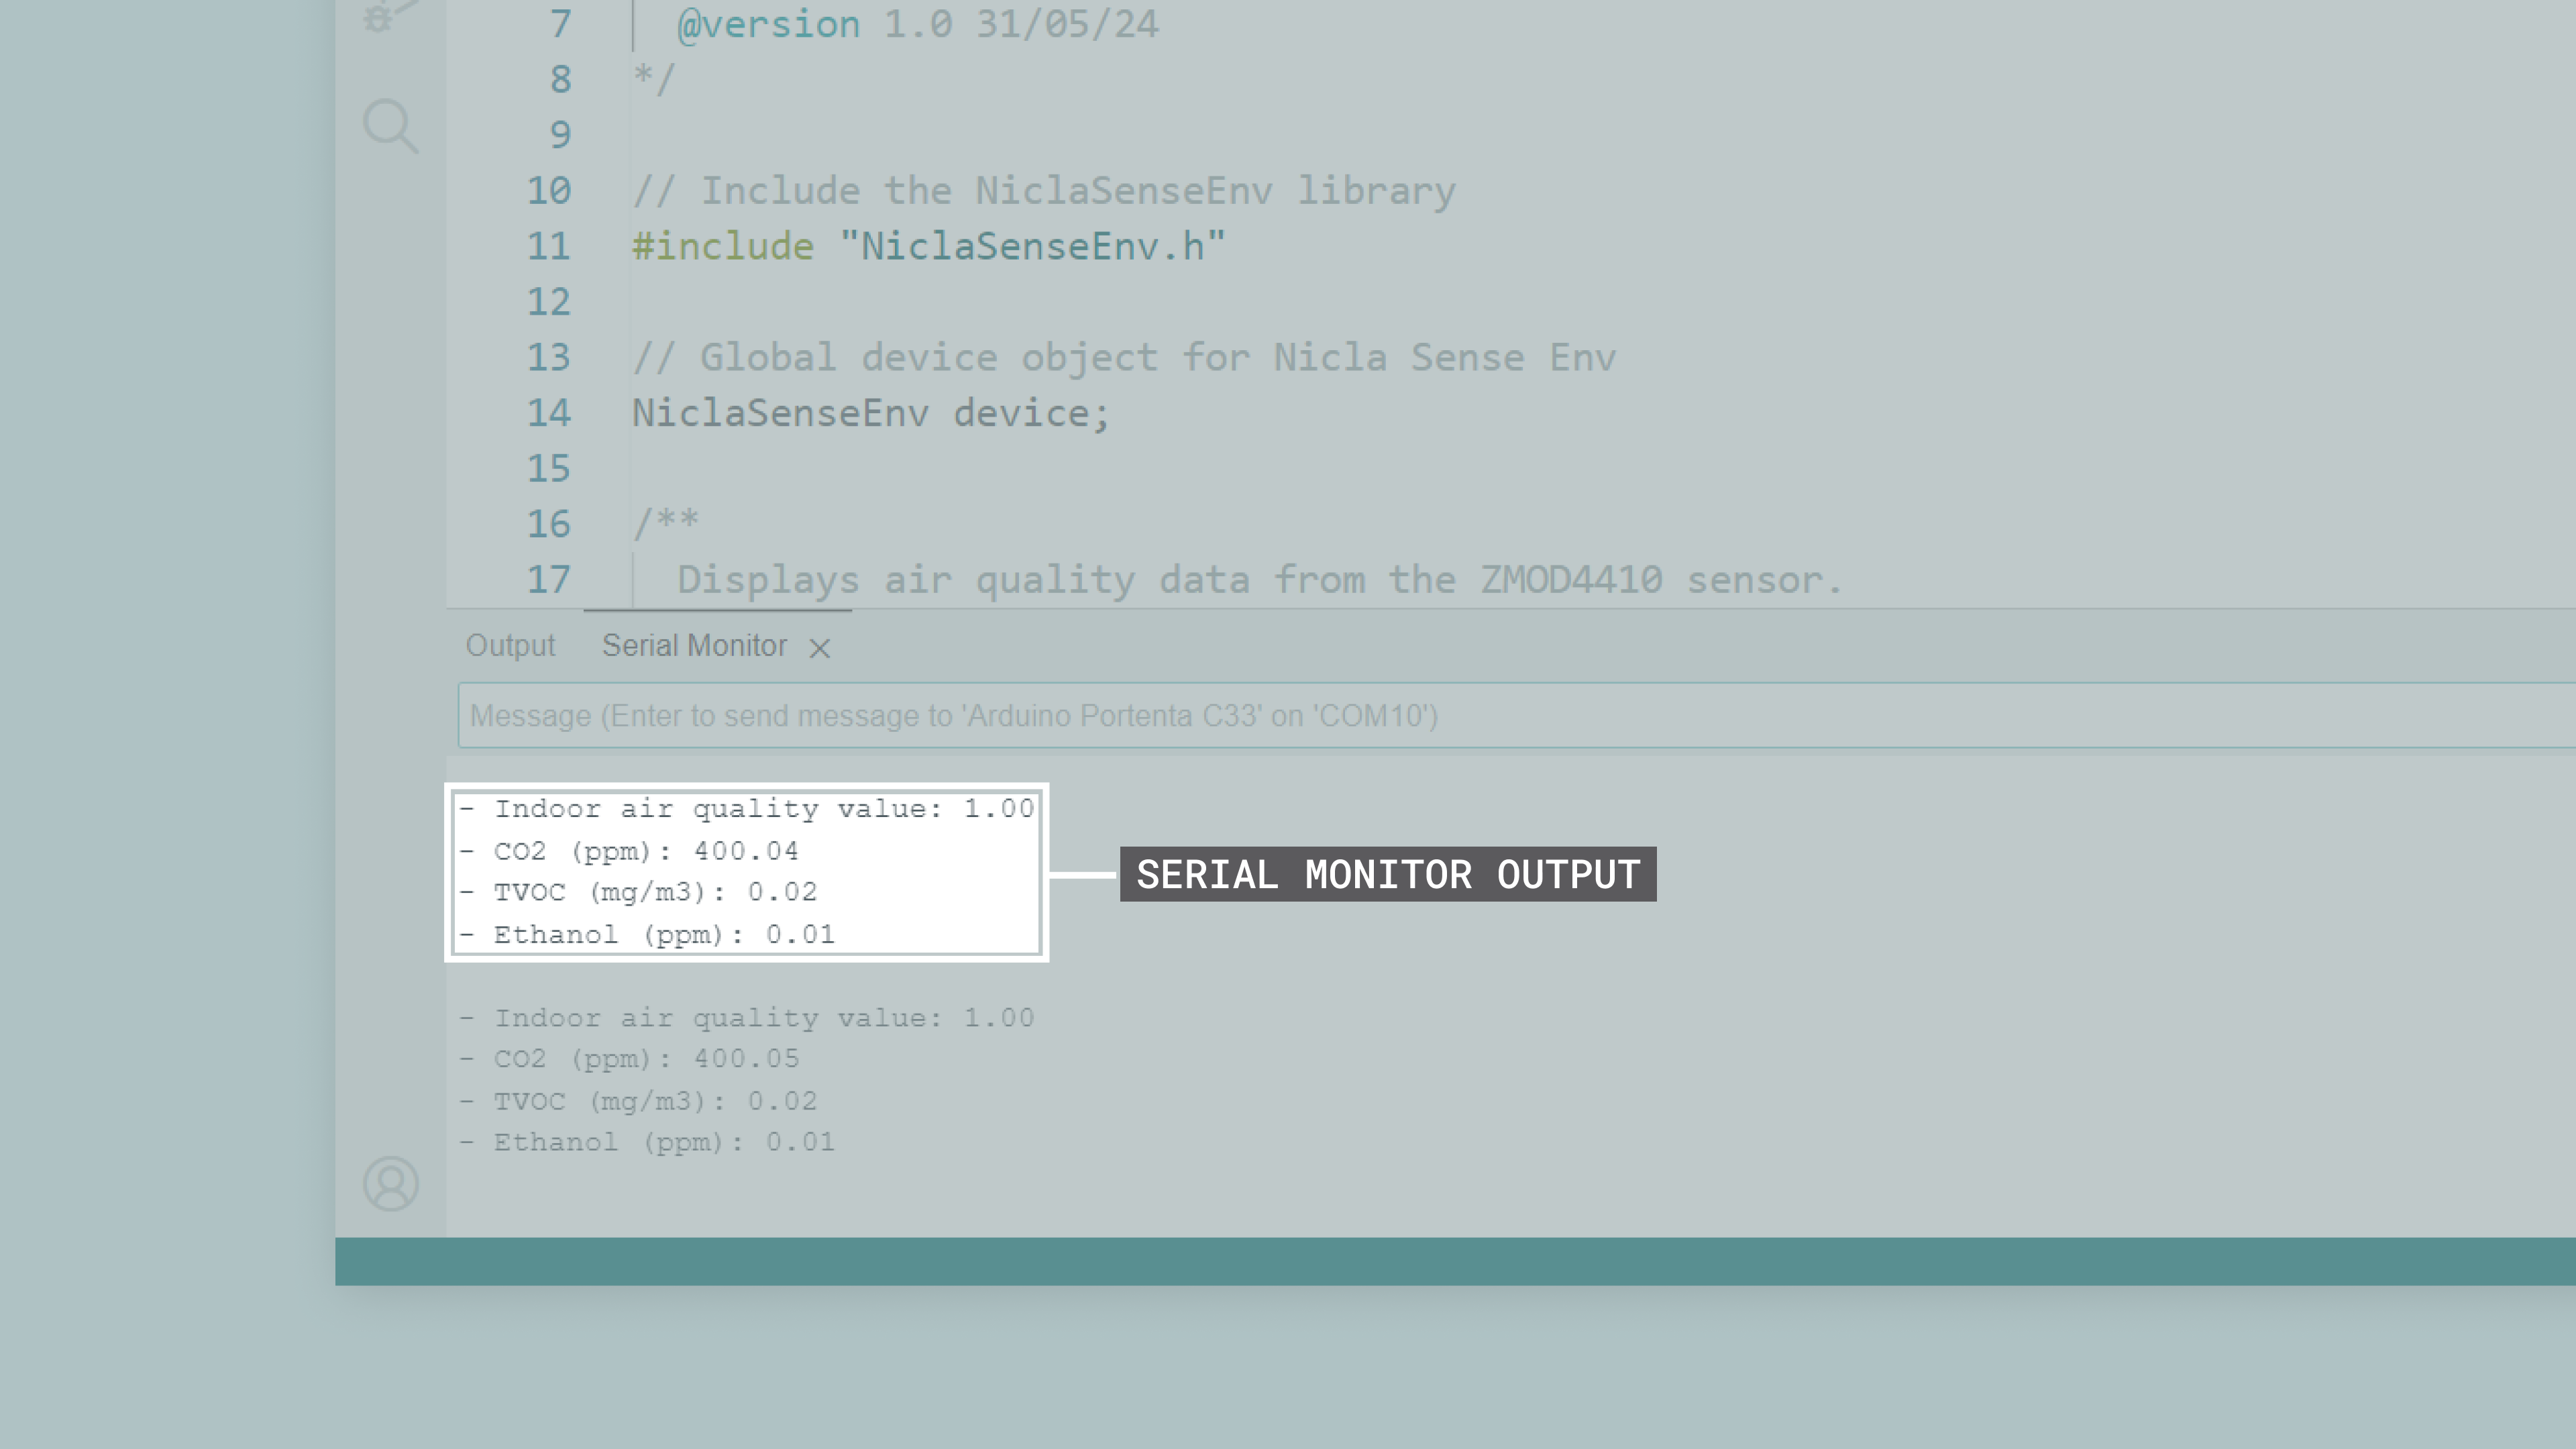 7 @version 1.0 31/05/24
8 */
9
10 // Include the NiclaSenseEnv library
11 #include "NiclaSenseEnv.h"
12
13 // Global device object for Nicla Sense Env
14 NiclaSenseEnv device;
15
16 /**
17 Displays air quality data from the ZMOD4410 sensor.
Output Serial Monitor
Message (Enter to send message to 'Arduino Portenta C33' on 'COM10')
- Indoor air quality value: 1.00
- CO2 (ppm): 400.04
- TVOC (mg/m3): 0.02
- Ethanol (ppm): 0.01
SERIAL MONITOR OUTPUT
- Indoor air quality value: 1.00
- CO2 (ppm): 400.05
- TVOC (mg/m3): 0.02
- Ethanol (ppm): 0.01